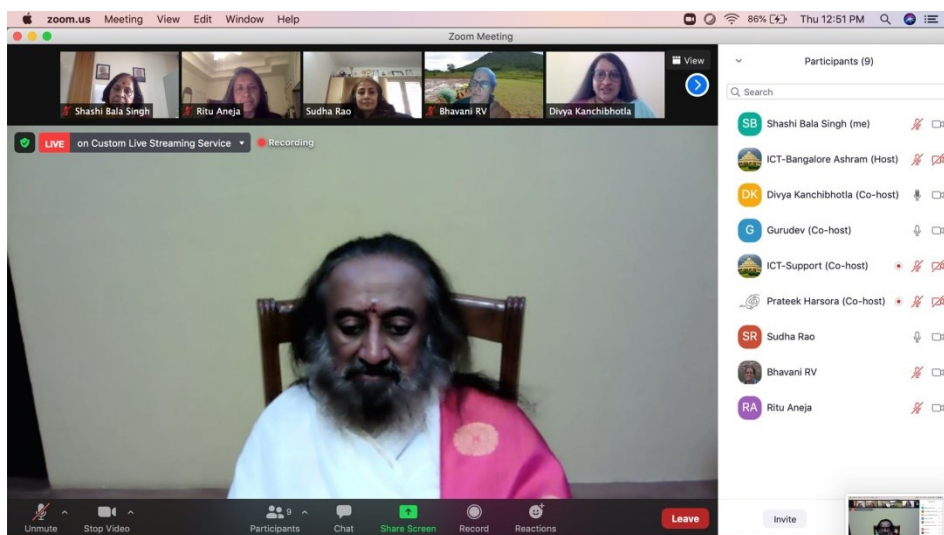 zoom.us Meeting View Edit Window Help 86% Thu 12:51 PM
Zoom Meeting
Shashi Bala Singh
Ritu Aneja
Sudha Rao
Bhavani RV
Divya Kanchibhotla
View
LIVE on Custom Live Streaming Service Recording
Participants (9)
Search
SB Shashi Bala Singh (me)
ICT-Bangalore Ashram (Host)
DK Divya Kanchibhotla (Co-host)
G Gurudev (Co-host)
ICT-Support (Co-host)
Prateek Harsora (Co-host)
SR Sudha Rao
Bhavani RV
RA Ritu Aneja
Unmute
Stop Video
9
Participants
Chat
Share Screen
Record
Reactions
Leave
Invite